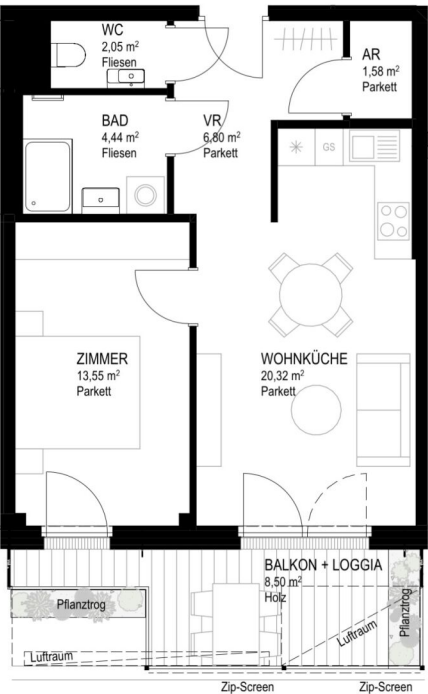 WC
2,05 m²
Fliesen
AR
1,58 m²
Parkett
BAD
4,44 m²
Fliesen
VR
6,80 m²
Parkett
GS
ZIMMER
13,55 m²
Parkett
WOHNKÜCHE
20,32 m²
Parkett
BALKON + LOGGIA
8,50 m²
Holz
Pflanztrog
Pflanztrog
Luftraum
Luftraum
Zip-Screen
Zip-Screen